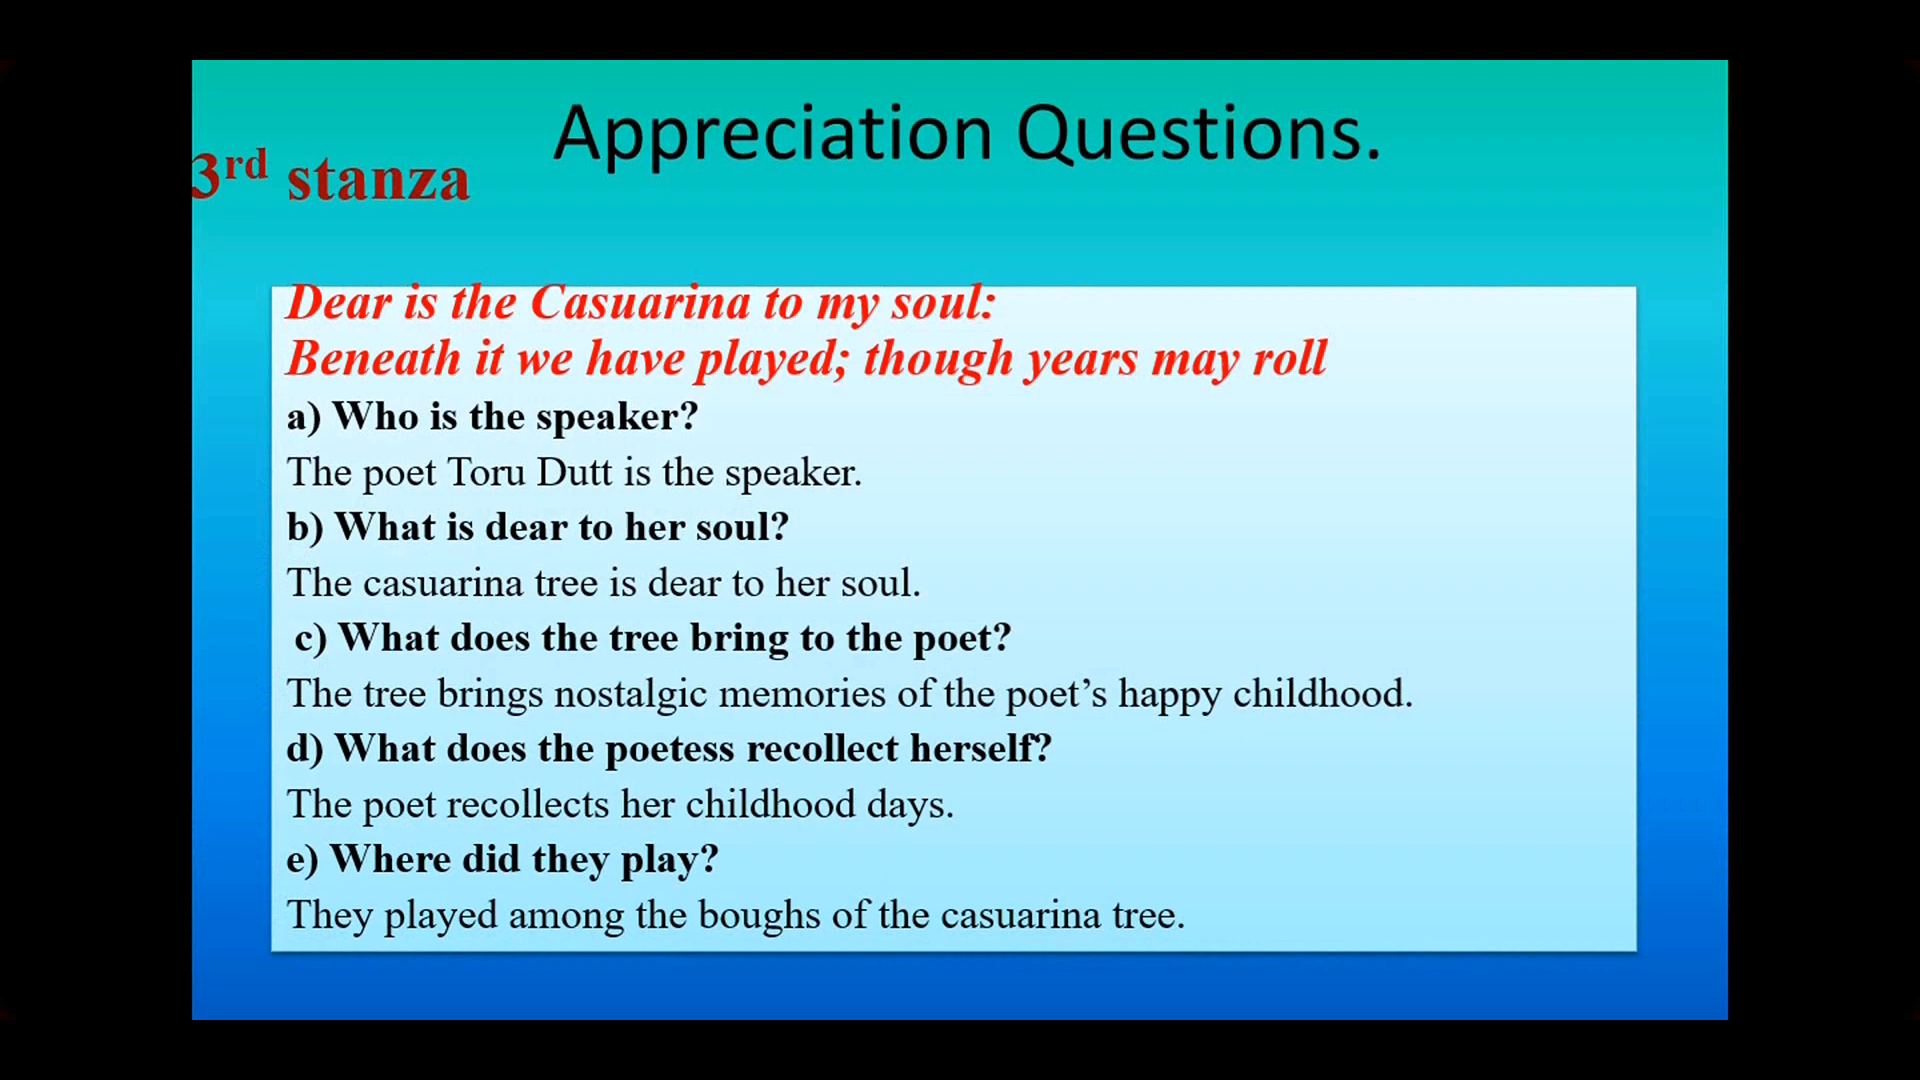 Appreciation Questions.
3rd stanza
Dear is the Casuarina to my soul:
Beneath it we have played; though years may roll
a) Who is the speaker?
The poet Toru Dutt is the speaker.
b) What is dear to her soul?
The casuarina tree is dear to her soul.
c) What does the tree bring to the poet?
The tree brings nostalgic memories of the poet’s happy childhood.
d) What does the poetess recollect herself?
The poet recollects her childhood days.
e) Where did they play?
They played among the boughs of the casuarina tree.